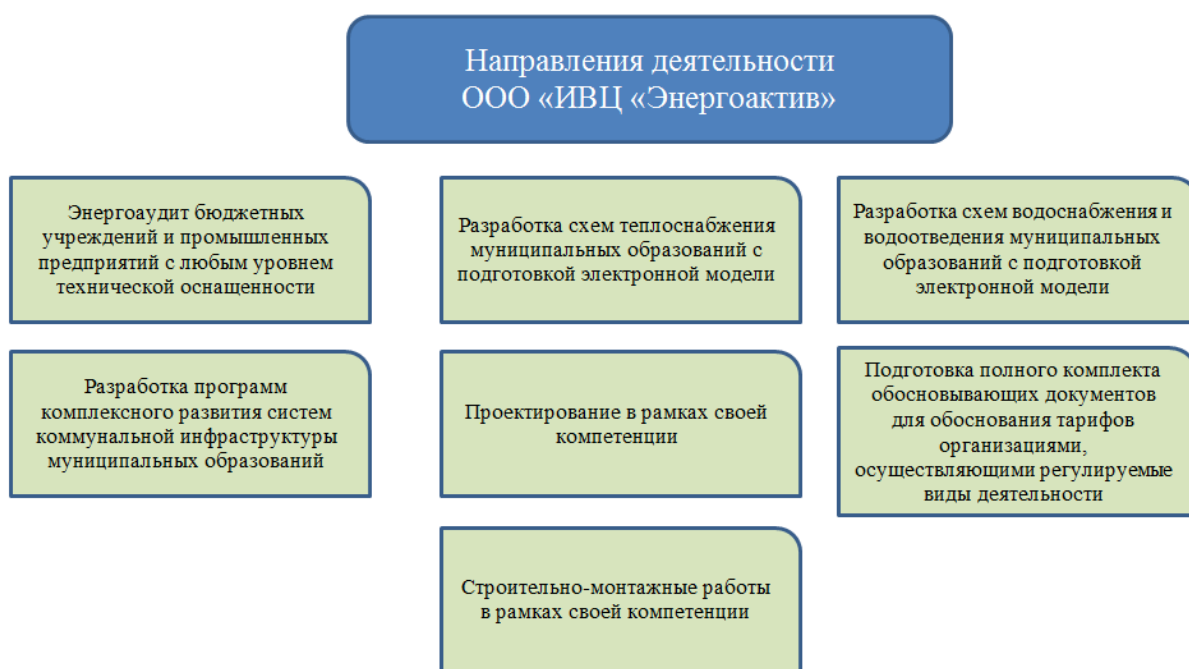 Направления деятельности
ООО «ИВЦ «Энергоактив»
Энергоаудит бюджетных
учреждений и промышленных
предприятий с любым уровнем
технической оснащенности
Разработка схем теплоснабжения
муниципальных образований с
подготовкой электронной модели
Разработка схем водоснабжения и
водоотведения муниципальных
образований с подготовкой
электронной модели
Разработка программ
комплексного развития систем
коммунальной инфраструктуры
муниципальных образований
Проектирование в рамках своей
компетенции
Подготовка полного комплекта
обосновывающих документов
для обоснования тарифов
организациями,
осуществляющими регулируемые
виды деятельности
Строительно-монтажные работы
в рамках своей компетенции